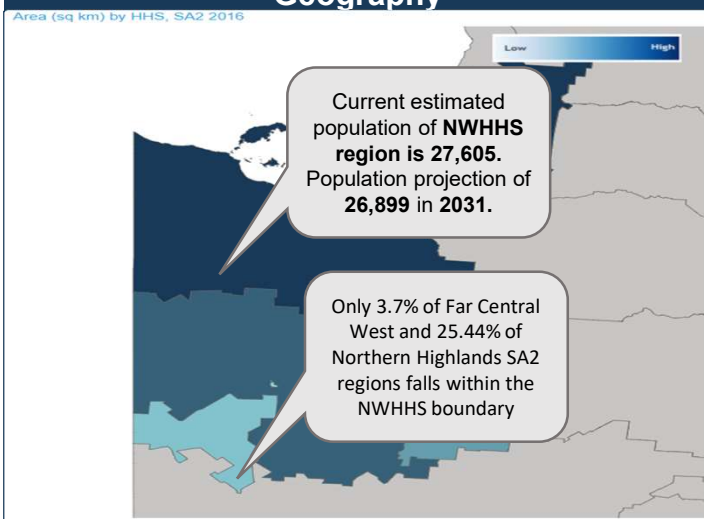 Geography
Area (sq km) by HHS, SA2 2016
Low
High
Current estimated
population of NWHHS
region is 27,605.
Population projection of
26,899 in 2031.
Only 3.7% of Far Central
West and 25.44% of
Northern Highlands SA2
regions falls within the
NWHHS boundary